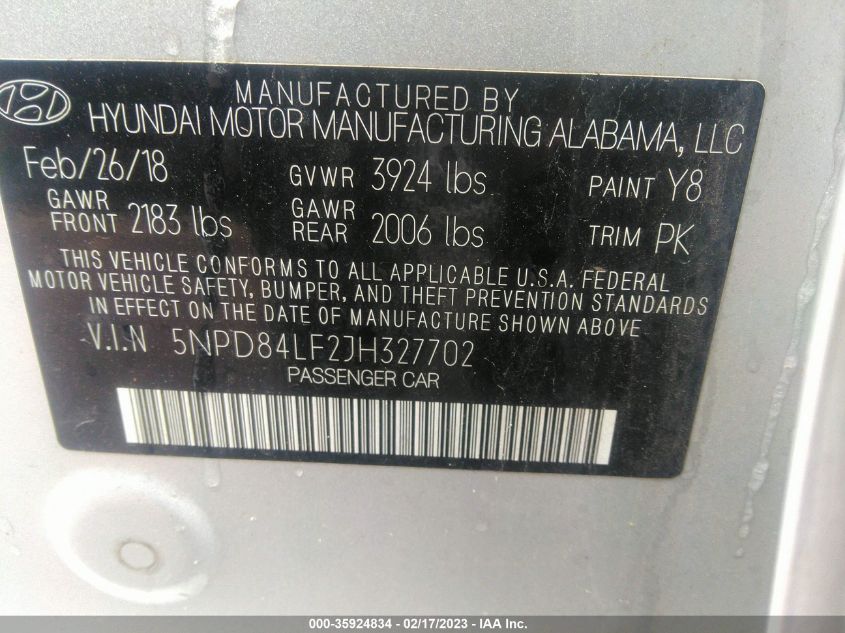 MANUFACTURED BY
HYUNDAI MOTOR MANUFACTURING ALABAMA, LLC
Feb/26/18 GVWR 3924 lbs PAINT Y8
GAWR FRONT 2183 lbs GAWR REAR 2006 lbs TRIM PK
THIS VEHICLE CONFORMS TO ALL APPLICABLE U.S.A. FEDERAL
MOTOR VEHICLE SAFETY, BUMPER, AND THEFT PREVENTION STANDARDS
IN EFFECT ON THE DATE OF MANUFACTURE SHOWN ABOVE.
V.I.N 5NPD84LF2JH327702
PASSENGER CAR
000-35924834 - 02/17/2023 - IAA Inc.